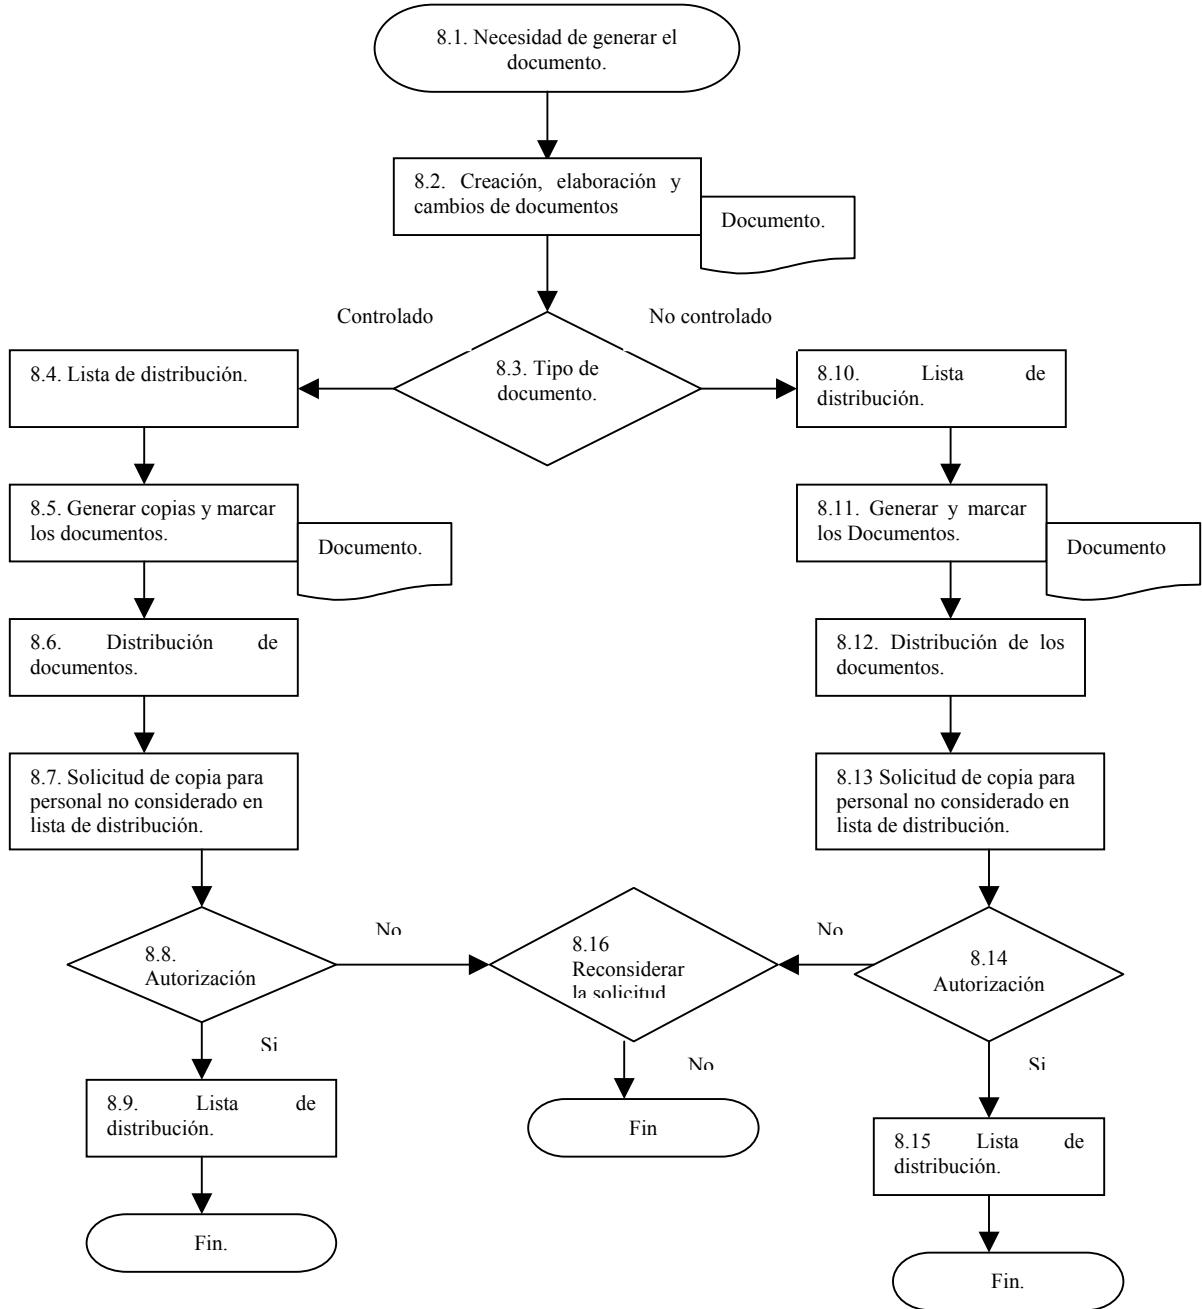 8.1. Necesidad de generar el
documento.
8.2. Creación, elaboración y
cambios de documentos
Documento.
Controlado
No controlado
8.3. Tipo de
documento.
8.4. Lista de distribución.
8.10. Lista de
distribución.
8.5. Generar copias y marcar
los documentos.
Documento.
8.11. Generar y marcar
los Documentos.
Documento
8.6. Distribución de
documentos.
8.12. Distribución de los
documentos.
8.7. Solicitud de copia para
personal no considerado en
lista de distribución.
8.13 Solicitud de copia para
personal no considerado en
lista de distribución.
8.8.
Autorización
No
8.16
Reconsiderar
la solicitud
No
8.14
Autorización
Si
No
Si
8.9. Lista de
distribución.
Fin
8.15 Lista de
distribución.
Fin.
Fin.